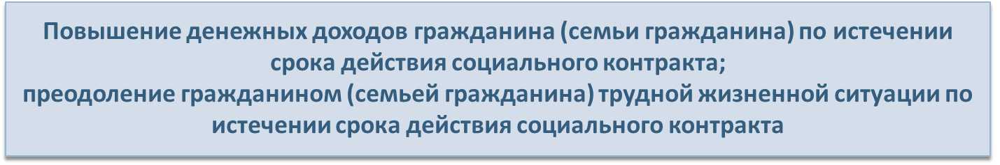 Повышение денежных доходов гражданина (семьи гражданина) по истечении
срока действия социального контракта;
преодоление гражданином (семьей гражданина) трудной жизненной ситуации по
истечении срока действия социального контракта